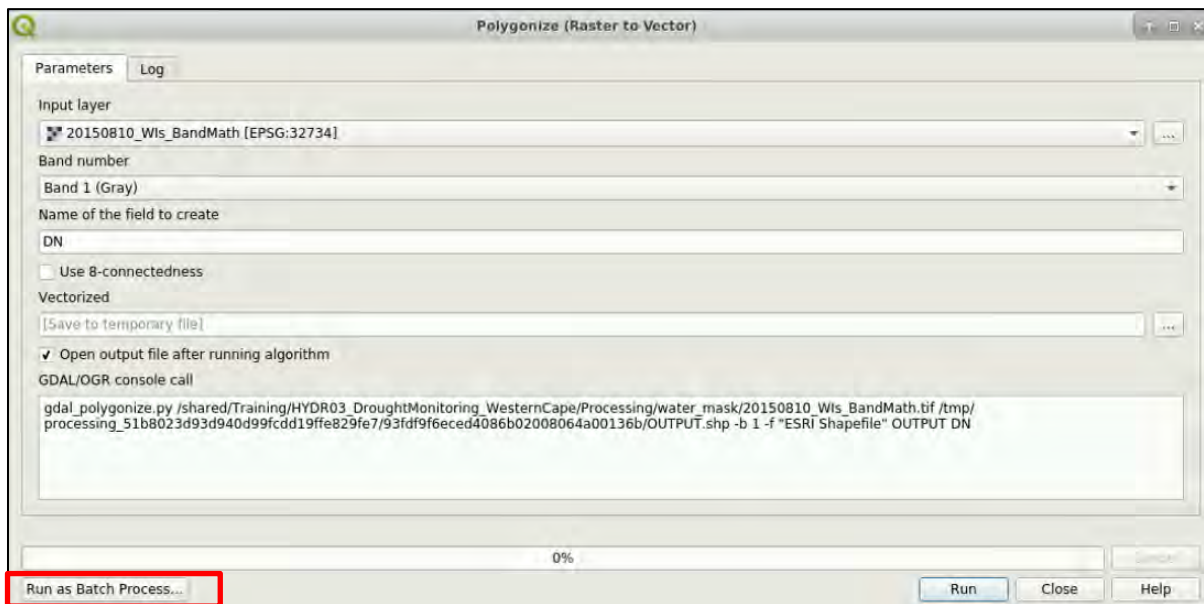 Polygonize (Raster to Vector)
Parameters Log
Input layer
20150810_WIs_BandMath [EPSG:32734]
...
Band number
Band 1 (Gray)
Name of the field to create
DN
Use 8-connectedness
Vectorized
[Save to temporary file]
...
Open output file after running algorithm
GDAL/OGR console call
gdal_polygonize.py /shared/Training/HYDR03_DroughtMonitoring_WesternCape/Processing/water_mask/20150810_WIs_BandMath.tif /tmp/
processing_51b8023d93d940d99fcdd19ffe829fe7/93fdf9f6eced4086b02008064a00136b/OUTPUT.shp -b 1 -f "ESRI Shapefile" OUTPUT DN
0%
Cancel
Run as Batch Process... Run Close Help